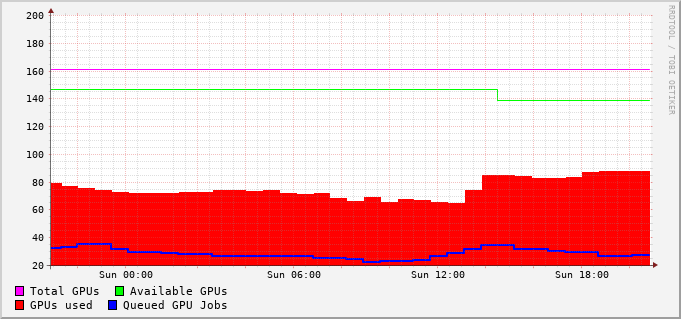 200
180
160
140
120
100
80
60
40
20
Sun 00:00 Sun 06:00 Sun 12:00 Sun 18:00
Total GPUs Available GPUs
GPUs used Queued GPU Jobs
RRDTOOL / TOBI OETIKER